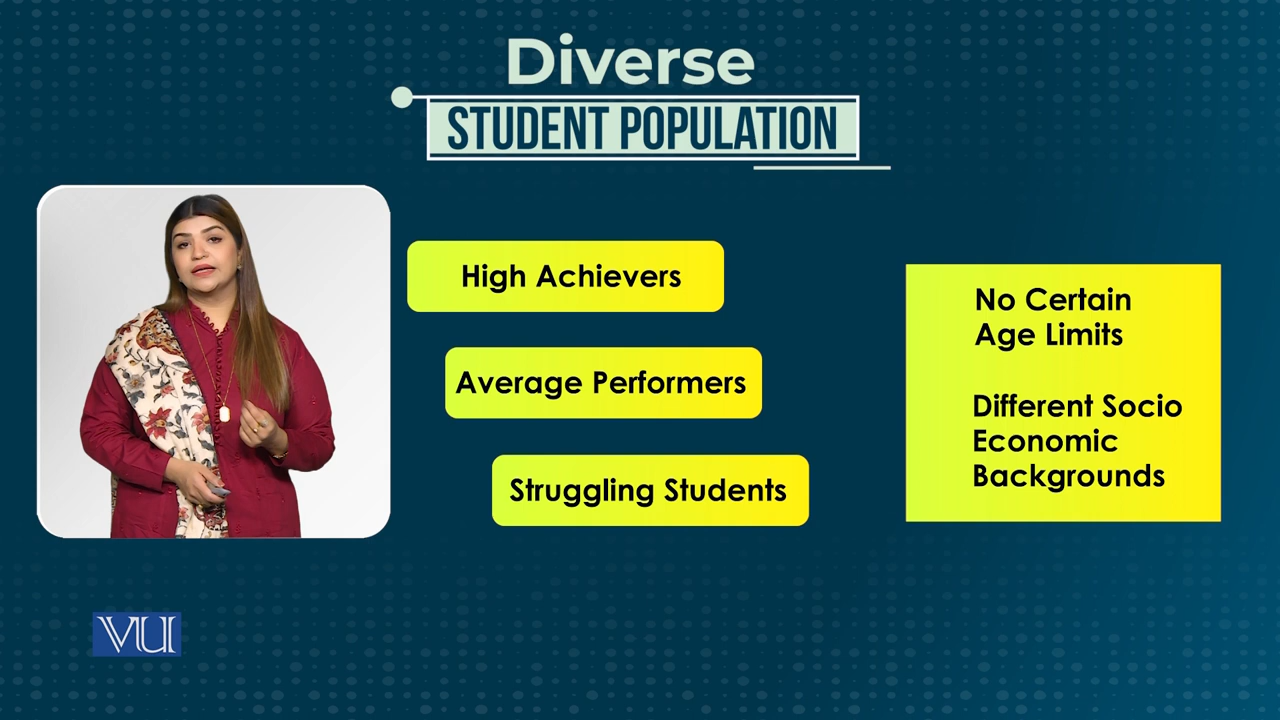 Diverse
STUDENT POPULATION
High Achievers
Average Performers
Struggling Students
No Certain
Age Limits
Different Socio
Economic
Backgrounds
VU